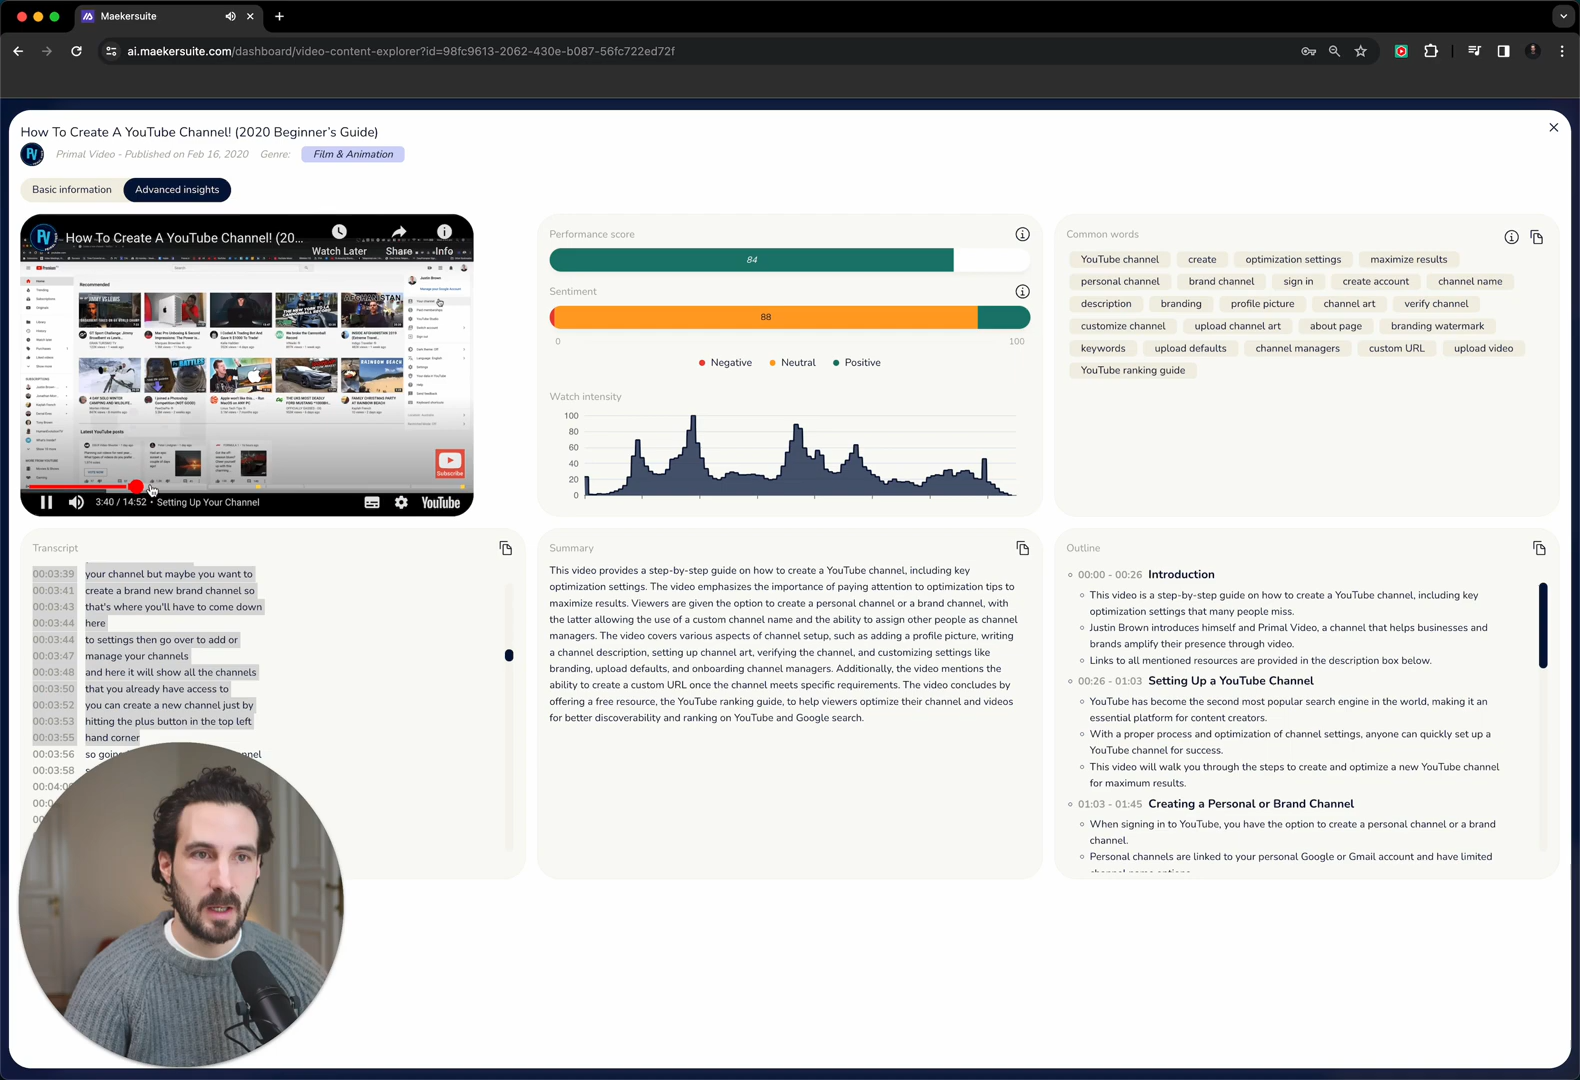 Maekersuite
ai.maekersuite.com/dashboard/video-content-explorer?id=98fc9613-2062-430e-b087-56fc722ed72f
How To Create A YouTube Channel! (2020 Beginner's Guide)
Primal Video - Published on Feb 16, 2020 Genre: Film & Animation
Basic information
Advanced insights
How To Create A YouTube Channel! (20...
Watch Later
Share
Info
Recommended
Latest YouTube posts
Subscribe
3:40 / 14:52 • Setting Up Your Channel
YouTube
Performance score
84
Sentiment
88
0
100
Negative
Neutral
Positive
Watch intensity
100
80
60
40
20
0
Common words
YouTube channel create optimization settings maximize results
personal channel brand channel sign in create account channel name
description branding profile picture channel art verify channel
customize channel upload channel art about page branding watermark
keywords upload defaults channel managers custom URL upload video
YouTube ranking guide
Transcript
00:03:39 your channel but maybe you want to
00:03:41 create a brand new brand channel so
00:03:43 that's where you'll have to come down
00:03:44 here
00:03:44 to settings then go over to add or
00:03:47 manage your channels
00:03:48 and here it will show all the channels
00:03:50 that you already have access to
00:03:52 you can create a new channel just by
00:03:53 hitting the plus button in the top left
00:03:55 hand corner
00:03:56 so
00:03:58
Summary
This video provides a step-by-step guide on how to create a YouTube channel, including key
optimization settings. The video emphasizes the importance of paying attention to optimization tips to
maximize results. Viewers are given the option to create a personal channel or a brand channel, with
the latter allowing the use of a custom channel name and the ability to assign other people as channel
managers. The video covers various aspects of channel setup, such as adding a profile picture, writing
a channel description, setting up channel art, verifying the channel, and customizing settings like
branding, upload defaults, and onboarding channel managers. Additionally, the video mentions the
ability to create a custom URL once the channel meets specific requirements. The video concludes by
offering a free resource, the YouTube ranking guide, to help viewers optimize their channel and videos
for better discoverability and ranking on YouTube and Google search.
Outline
00:00 - 00:26 Introduction
This video is a step-by-step guide on how to create a YouTube channel, including key
optimization settings that many people miss.
Justin Brown introduces himself and Primal Video, a channel that helps businesses and
brands amplify their presence through video.
Links to all mentioned resources are provided in the description box below.
00:26 - 01:03 Setting Up a YouTube Channel
YouTube has become the second most popular search engine in the world, making it an
essential platform for content creators.
With a proper process and optimization of channel settings, anyone can quickly set up a
YouTube channel for success.
This video will walk you through the steps to create and optimize a new YouTube channel
for maximum results.
01:03 - 01:45 Creating a Personal or Brand Channel
When signing in to YouTube, you have the option to create a personal channel or a brand
channel.
Personal channels are linked to your personal Google or Gmail account and have limited